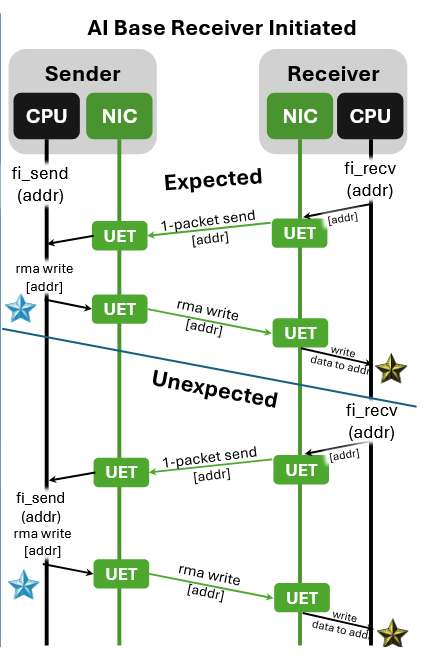 AI Base Receiver Initiated
Sender
Receiver
CPU
NIC
NIC
CPU
fi_send
(addr)
fi_recv
(addr)
Expected
[addr]
1-packet send
[addr]
UET
UET
rma write
[addr]
UET
rma write
[addr]
UET
write
data to addr
Unexpected
fi_recv
(addr)
[addr]
1-packet send
[addr]
UET
UET
fi_send
(addr)
rma write
[addr]
UET
rma write
[addr]
UET
write
data to addr